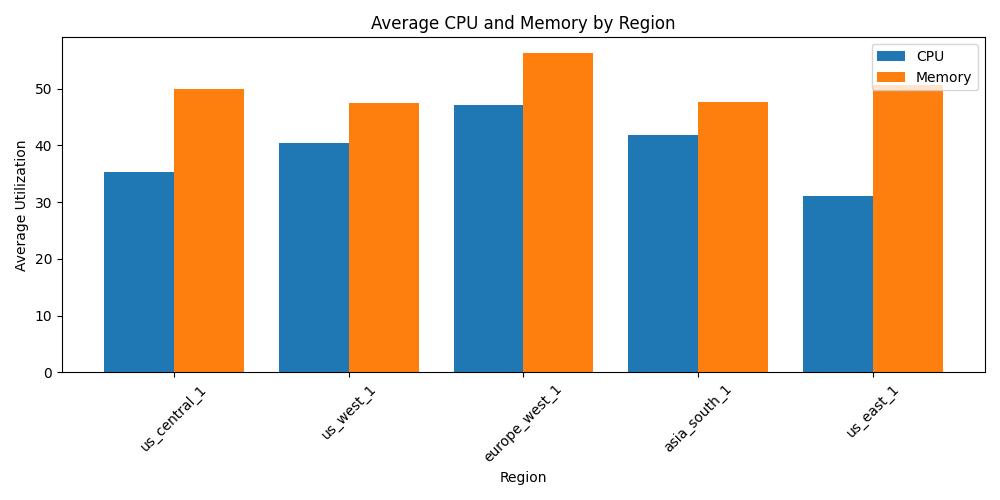 Average CPU and Memory by Region
CPU
Memory
Average Utilization
50
40
30
20
10
0
us_central_1
us_west_1
europe_west_1
asia_south_1
us_east_1
Region